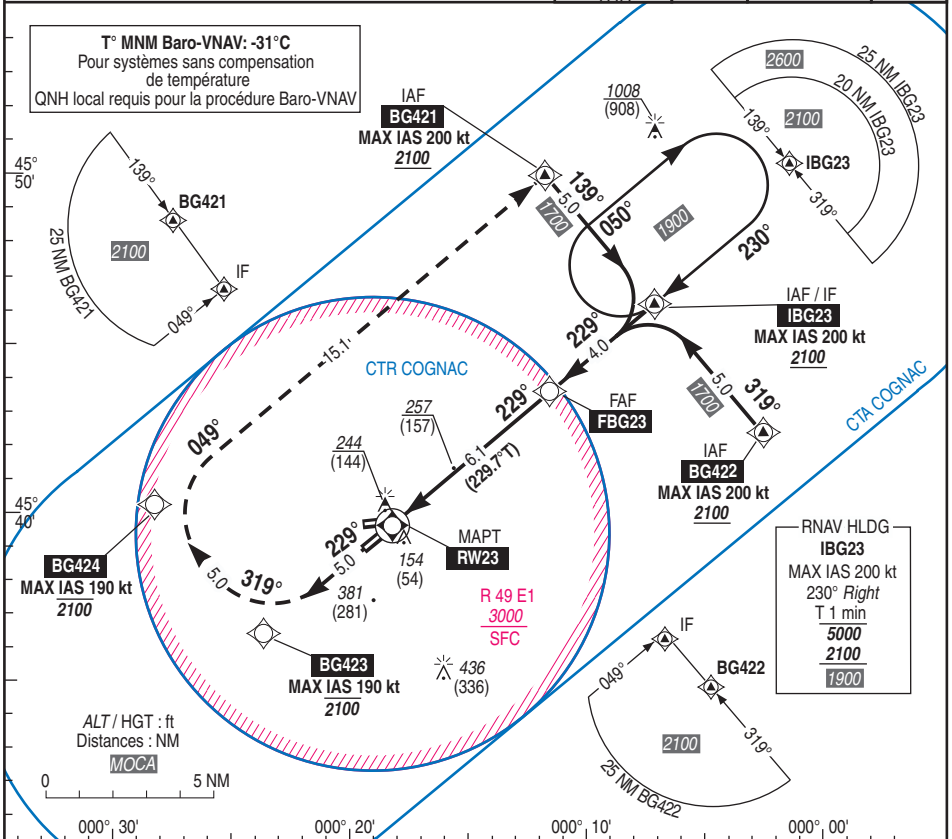 T° MNM Baro-VNAV: -31°C
Pour systèmes sans compensation
de température
QNH local requis pour la procédure Baro-VNAV
IAF
BG421
MAX IAS 200 kt
2100
1008
(908)
2600
25 NM IBG23
20 NM IBG23
2100
139°
IBG23
319°
45°
50'
139°
BG421
2100
IF
25 NM BG421
049°
139°
5.0
1700
050°
1900
230°
IAF / IF
IBG23
MAX IAS 200 kt
2100
229°
4.0
15.1
CTR COGNAC
CTA COGNAC
229°
FAF
FBG23
5.0
319°
1700
257
(157)
6.1
(229.7°T)
IAF
BG422
MAX IAS 200 kt
2100
049°
244
(144)
45°
40'
229°
MAPT
RW23
154
(54)
BG424
MAX IAS 190 kt
2100
5.0
319°
5.0
381
(281)
R 49 E1
3000
SFC
RNAV HLDG
IBG23
MAX IAS 200 kt
230° Right
T 1 min
5000
2100
1900
BG423
MAX IAS 190 kt
2100
436
(336)
IF
BG422
049°
319°
2100
25 NM BG422
ALT / HGT : ft
Distances : NM
MOCA
0 5 NM
000° 30'
000° 20'
000° 10'
000° 00'